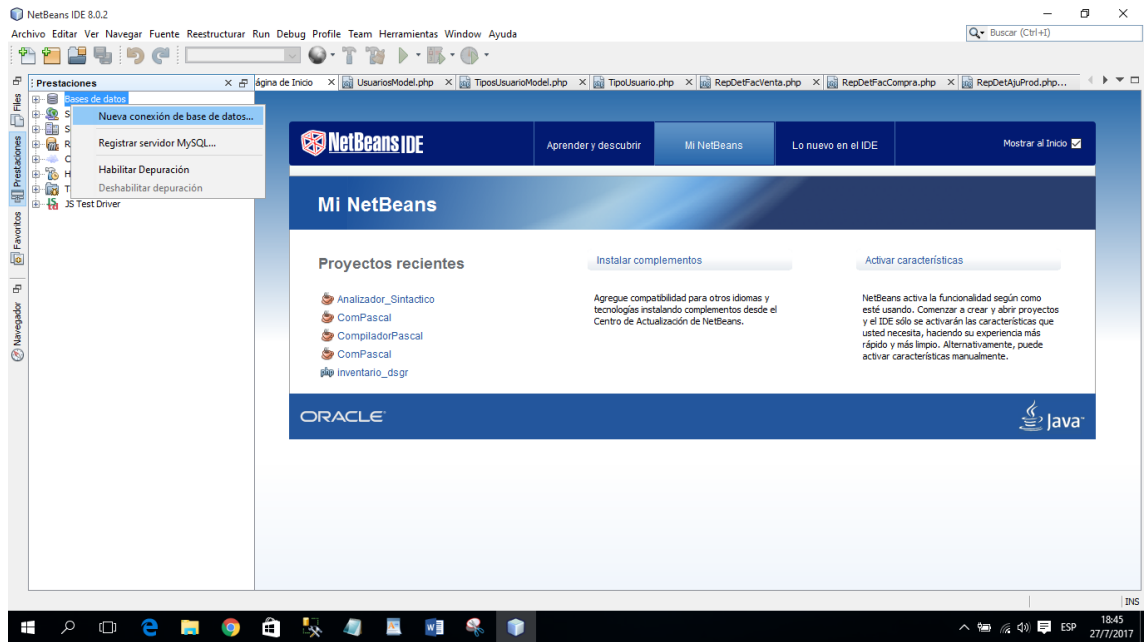 NetBeans IDE 8.0.2
Archivo Editar Ver Navegar Fuente Reestructurar Run Debug Profile Team Herramientas Window Ayuda
Buscar (Ctrl+I)
Prestaciones
ágina de Inicio
UsuariosModel.php
TiposUsuarioModel.php
TipoUsuario.php
RepDetFacVenta.php
RepDetFacCompra.php
RepDetAjuProd.php...
Files
Prestaciones
Favoritos
Navegador
Bases de datos
S
Nueva conexión de base de datos...
S
R
Registrar servidor MySQL...
C
H
Habilitar Depuración
T
Deshabilitar depuración
JS Test Driver
NetBeans IDE
Aprender y descubrir
Mi NetBeans
Lo nuevo en el IDE
Mostrar al Inicio
Mi NetBeans
Proyectos recientes
Analizador_Sintactico
ComPascal
CompiladorPascal
ComPascal
php inventario_dsgr
Instalar complementos
Agregue compatibilidad para otros idiomas y
tecnologías instalando complementos desde el
Centro de Actualización de NetBeans.
Activar características
NetBeans activa la funcionalidad según como
esté usando. Comenzar a crear y abrir proyectos
y el IDE sólo se activarán las características que
usted necesita, haciendo su experiencia más
rápido y más limpio. Alternativamente, puede
activar características manualmente.
ORACLE
Java
INS
ESP
18:45
27/7/2017